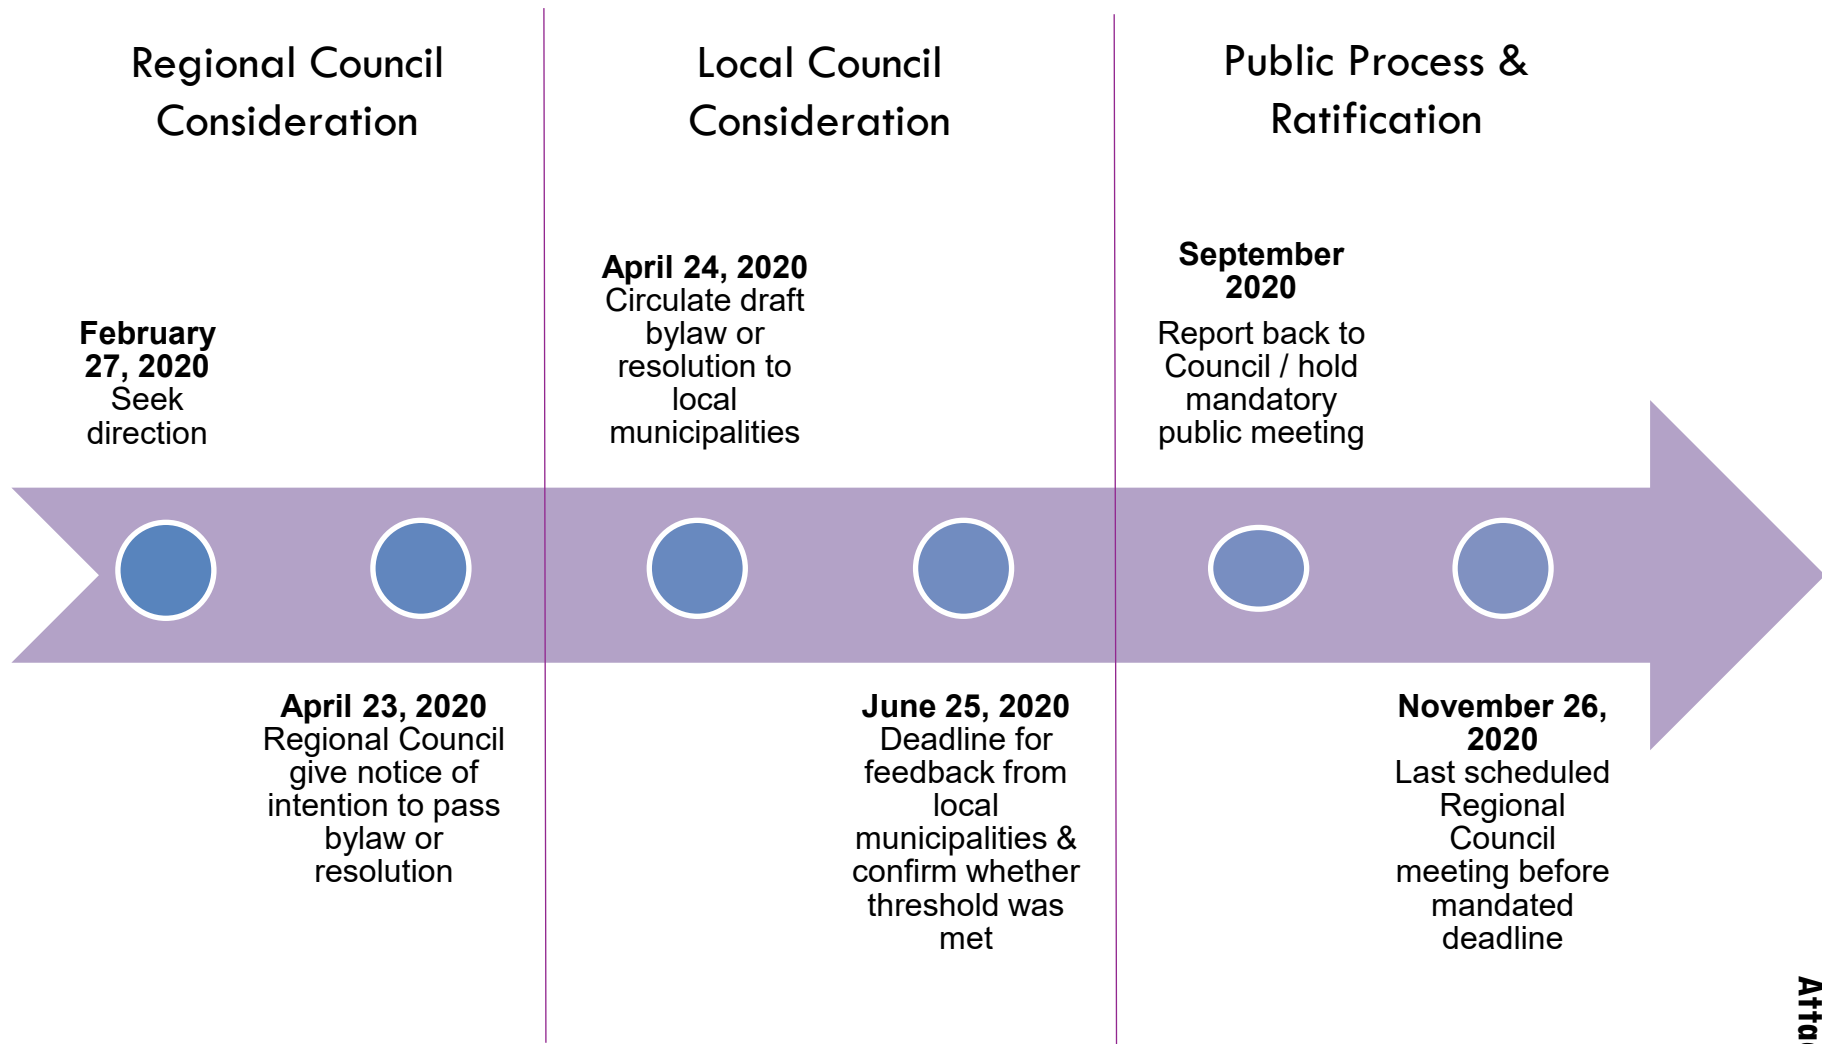 Regional Council
Consideration
Local Council
Consideration
Public Process &
Ratification
February
27, 2020
Seek
direction
April 23, 2020
Regional Council
give notice of
intention to pass
bylaw or
resolution
April 24, 2020
Circulate draft
bylaw or
resolution to
local
municipalities
June 25, 2020
Deadline for
feedback from
local
municipalities &
confirm whether
threshold was
met
September
2020
Report back to
Council / hold
mandatory
public meeting
November 26,
2020
Last scheduled
Regional
Council
meeting before
mandated
deadline